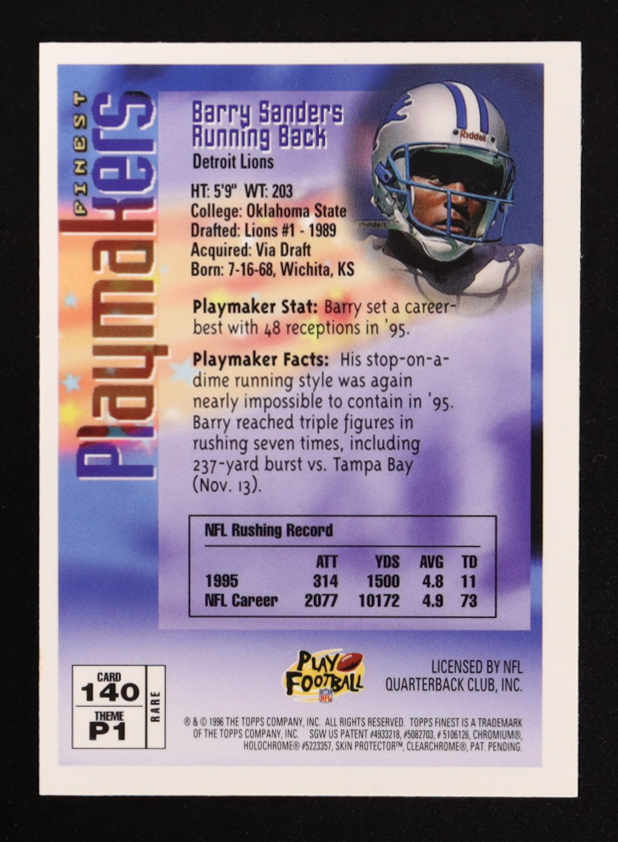 FINEST
Playmakers
Barry Sanders
Running Back
Detroit Lions
Riddell
HT: 5'9" WT: 203
College: Oklahoma State
Drafted: Lions #1 - 1989
Acquired: Via Draft
Born: 7-16-68, Wichita, KS
Playmaker Stat: Barry set a career-
best with 48 receptions in '95.
Playmaker Facts: His stop-on-a-
dime running style was again
nearly impossible to contain in '95.
Barry reached triple figures in
rushing seven times, including
237-yard burst vs. Tampa Bay
(Nov. 13).
NFL Rushing Record
ATT YDS AVG TD
1995 314 1500 4.8 11
NFL Career 2077 10172 4.9 73
CARD
140
THEME
P1
RARE
PLAY
FOOTBALL
NFL
LICENSED BY NFL
QUARTERBACK CLUB, INC.
® & © 1996 THE TOPPS COMPANY, INC. ALL RIGHTS RESERVED. TOPPS FINEST IS A TRADEMARK
OF THE TOPPS COMPANY, INC. SGW US PATENT #4933218, #5082703, #5106126, CHROMIUM®,
HOLOCHROME® #5223357, SKIN PROTECTOR™, CLEARCHROME®, PAT. PENDING.